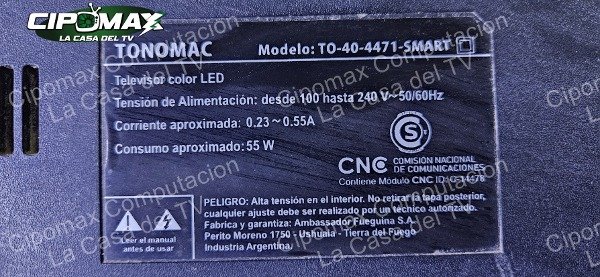 CIPOMAX
LA CASA DEL TV
TONOMAC Modelo: TO-40-4471-SMART
Televisor color LED
Tensión de Alimentación: desde 100 hasta 240 V~50/60Hz
Corriente aproximada: 0.23~0.55A
Consumo aproximado: 55 W
S
CNC COMISIÓN NACIONAL
DE COMUNICACIONES
Contiene Módulo CNC ID:
PELIGRO: Alta tensión en el interior. No retirar la tapa posterior,
cualquier ajuste debe ser realizado por un técnico autorizado.
Fabrica y garantiza: Ambassador Fueguina S.A.
Perito Moreno 1750 - Ushuaia - Tierra del Fuego
Industria Argentina.
Leer el manual
antes de usar
Cipomax Computacion
La Casa del TV